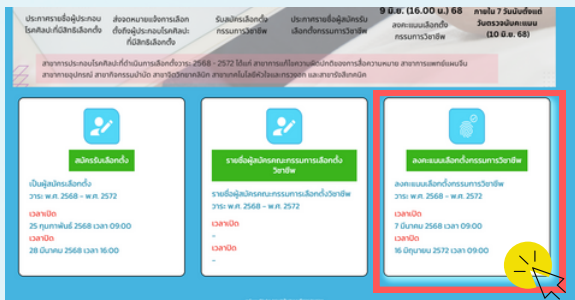 ประกาศรายชื่อผู้ประกอบ
โรคศิลปะที่มีสิทธิเลือกตั้ง
ส่งจดหมายแจ้งการเลือก
ตั้งถึงผู้ประกอบโรคศิลปะ
ที่มีสิทธิเลือกตั้ง
รับสมัครเลือกตั้ง
กรรมการวิชาชีพ
ประกาศรายชื่อผู้สมัครรับ
เลือกตั้งกรรมการวิชาชีพ
9 มิ.ย. (16.00 น.) 68
ลงคะแนนเลือกตั้ง
กรรมการวิชาชีพ
ภายใน 7 วันนับตั้งแต่
วันตรวจนับคะแนน
(10 มิ.ย. 68)
สาขาการประกอบโรคศิลปะที่ดำเนินการเลือกตั้งวาระ 2568 - 2572 ได้แก่ สาขาการแก้ไขความผิดปกติของการสื่อความหมาย สาขาการแพทย์แผนจีน
สาขากายอุปกรณ์ สาขากิจกรรมบำบัด สาขาจิตวิทยาคลินิก สาขาเทคโนโลยีหัวใจและทรวงอก และสาขารังสีเทคนิค
สมัครรับเลือกตั้ง
เป็นผู้สมัครเลือกตั้ง
วาระ พ.ศ. 2568 – พ.ศ. 2572
เวลาเปิด
25 กุมภาพันธ์ 2568 เวลา 09:00
เวลาปิด
28 มีนาคม 2568 เวลา 16:00
รายชื่อผู้สมัครคณะกรรมการเลือกตั้ง
วิชาชีพ
รายชื่อผู้สมัครคณะกรรมการเลือกตั้งวิชาชีพ
วาระ พ.ศ. 2568 – พ.ศ. 2572
เวลาเปิด
-
เวลาปิด
-
ลงคะแนนเลือกตั้งกรรมการวิชาชีพ
ลงคะแนนเลือกตั้งกรรมการวิชาชีพ
วาระ พ.ศ. 2568 – พ.ศ. 2572
เวลาเปิด
7 มีนาคม 2568 เวลา 09:00
เวลาปิด
16 มิถุนายน 2572 เวลา 09:00